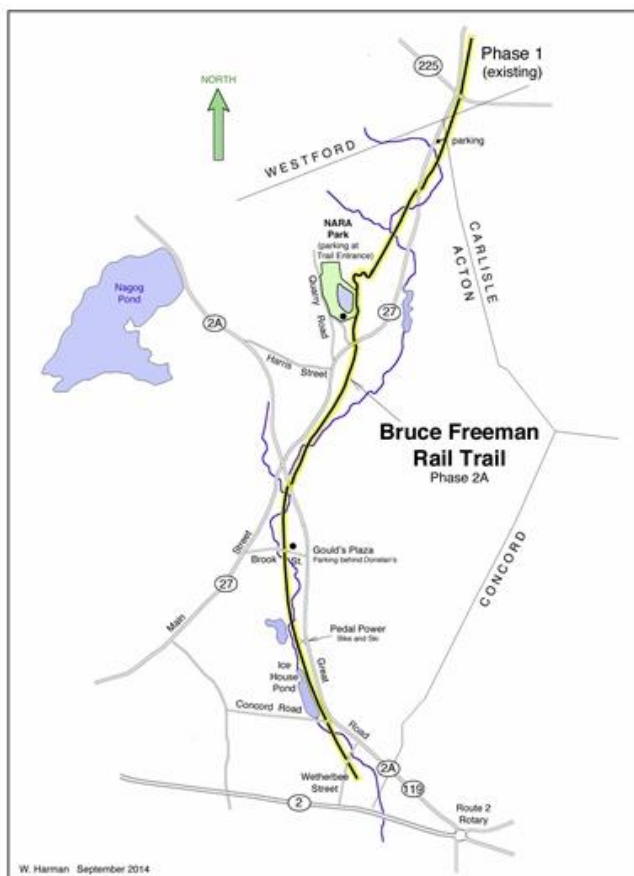 Phase 1
(existing)
225
NORTH
parking
WESTFORD
CARLISLE
ACTON
NARA
Park
(parking at
Trail Entrance)
Quarry
Road
Nagog
Pond
27
2A
Harris
Street
Bruce Freeman
Rail Trail
Phase 2A
CONCORD
Street
27
Main
Brook St.
Gould's Plaza
Parking behind Donelan's
Pedal Power
Bike and Ski
Ice
House
Pond
Great
Road
Concord Road
Wetherbee
Street
2A
119
2
Route 2
Rotary
W. Harman September 2014